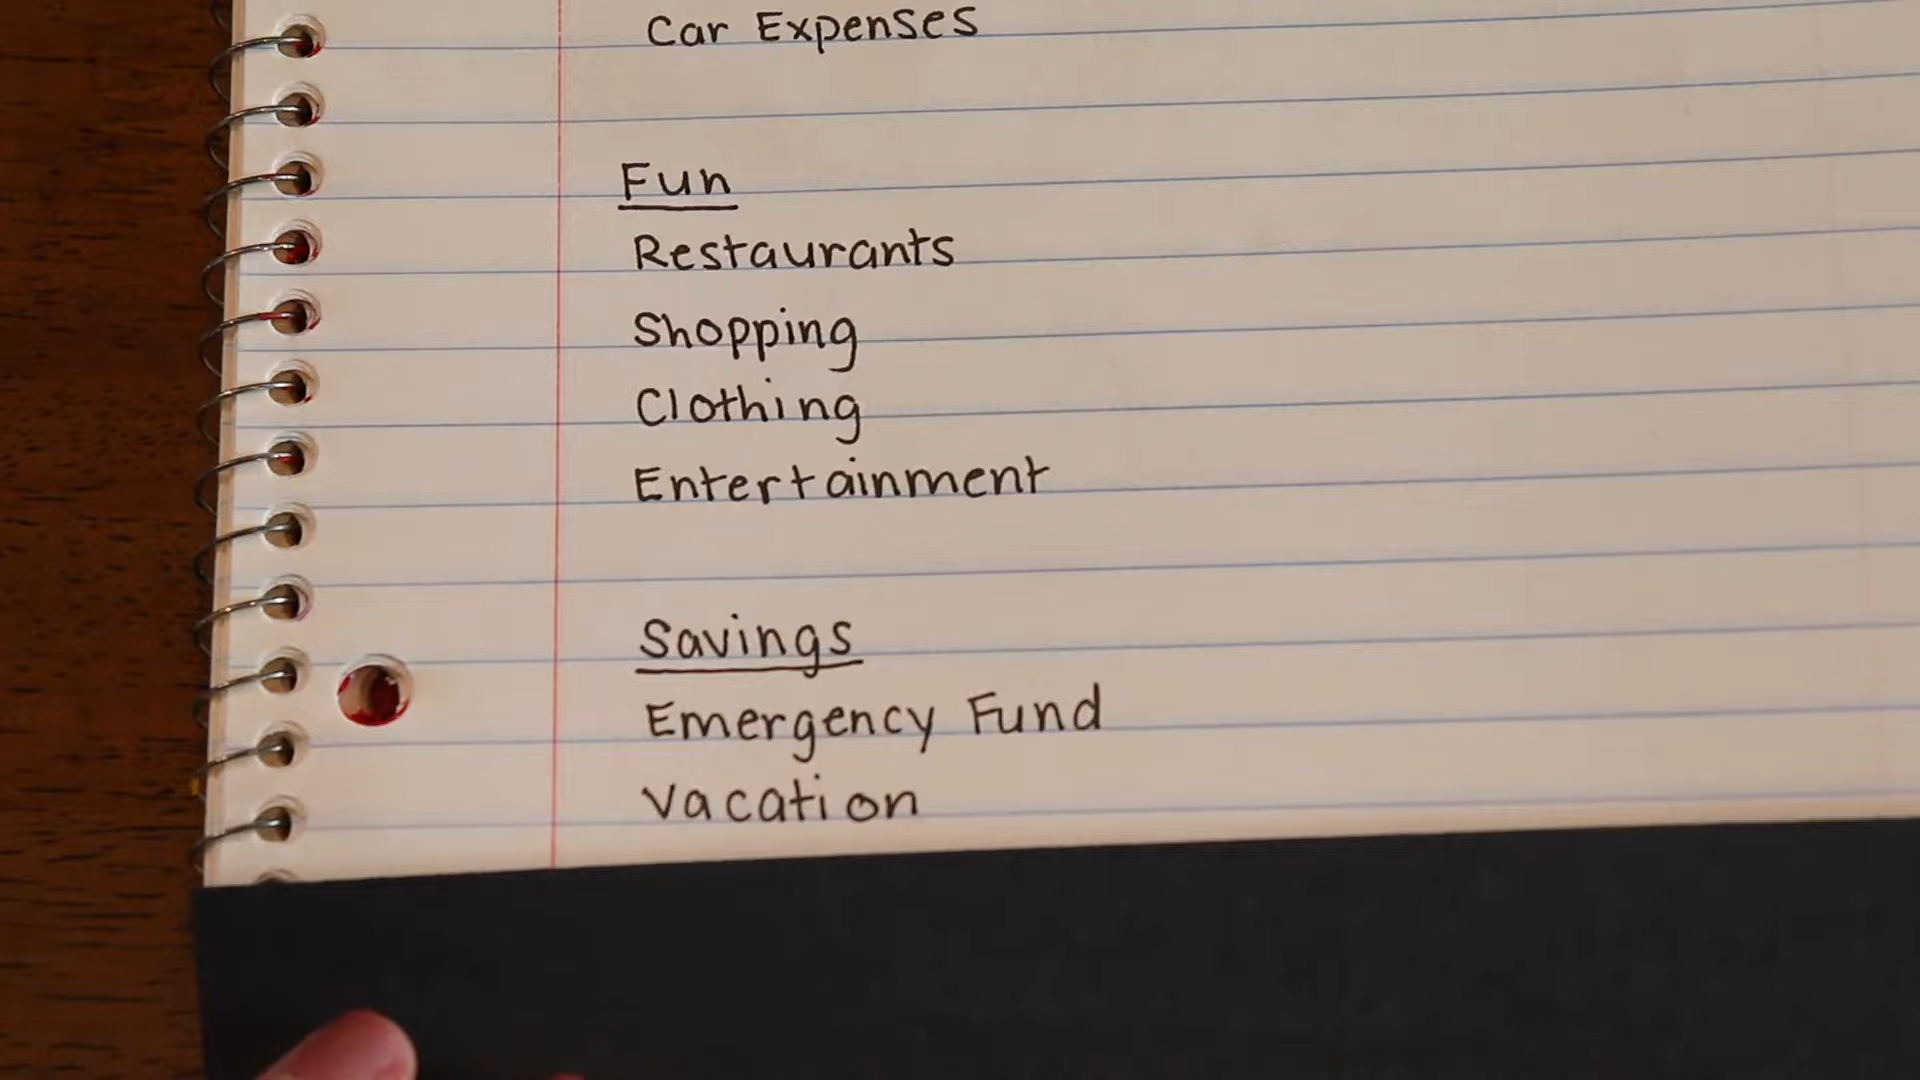 Car Expenses
Fun
Restaurants
Shopping
Clothing
Entertainment
Savings
Emergency Fund
Vacation